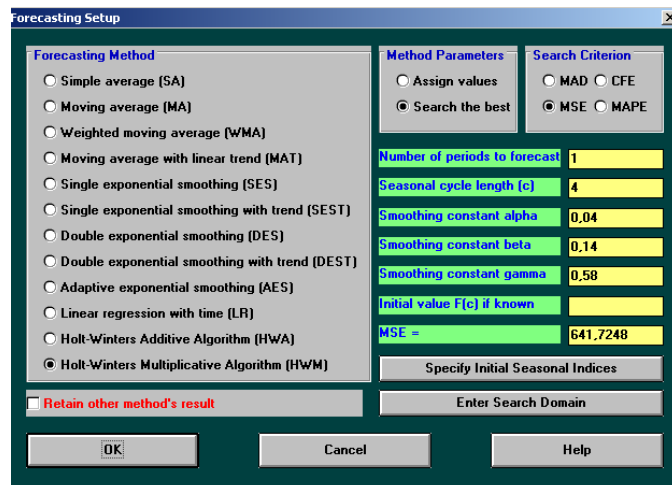 Forecasting Setup
Forecasting Method
Simple average (SA)
Moving average (MA)
Weighted moving average (WMA)
Moving average with linear trend (MAT)
Single exponential smoothing (SES)
Single exponential smoothing with trend (SEST)
Double exponential smoothing (DES)
Double exponential smoothing with trend (DEST)
Adaptive exponential smoothing (AES)
Linear regression with time (LR)
Holt-Winters Additive Algorithm (HWA)
Holt-Winters Multiplicative Algorithm (HWM)
Retain other method's result
Method Parameters
Assign values
Search the best
Search Criterion
MAD CFE
MSE MAPE
Number of periods to forecast 1
Seasonal cycle length (c) 4
Smoothing constant alpha 0,04
Smoothing constant beta 0,14
Smoothing constant gamma 0,58
Initial value F(c) if known
MSE = 641,7248
Specify Initial Seasonal Indices
Enter Search Domain
OK Cancel Help